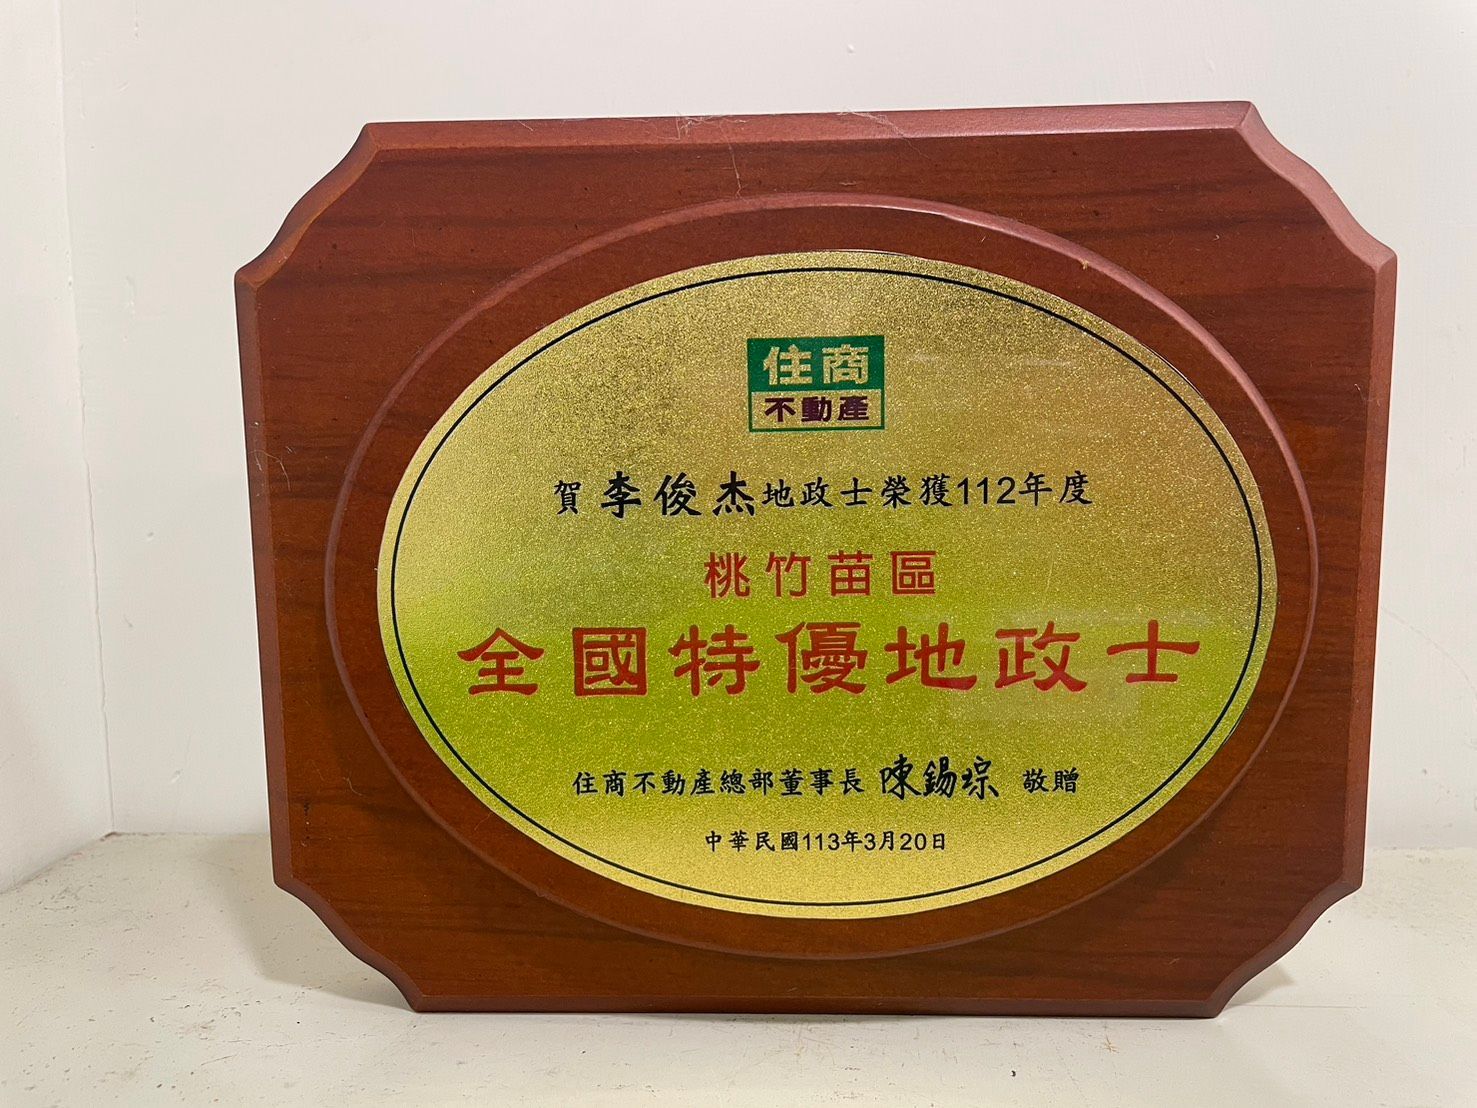 住商
不動產
賀李俊杰地政士榮獲112年度
桃竹苗區
全國特優地政士
住商不動產總部董事長 陳錫琮 敬贈
中華民國113年3月20日